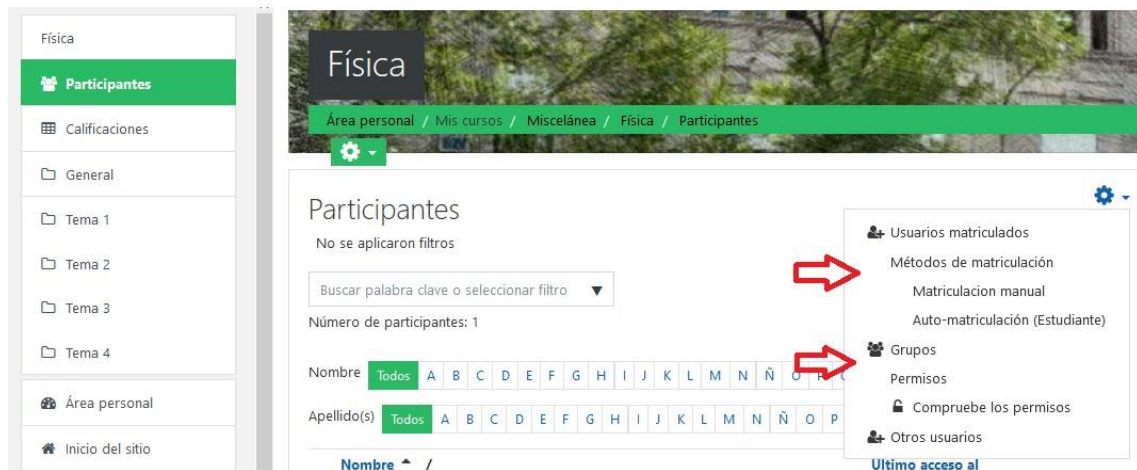 Física
Participantes
Calificaciones
General
Tema 1
Tema 2
Tema 3
Tema 4
Área personal
Inicio del sitio
Física
Área personal / Mis cursos / Miscelánea / Física / Participantes
Participantes
No se aplicaron filtros
Buscar palabra clave o seleccionar filtro
Número de participantes: 1
Nombre Todos A B C D E F G H I J K L M N Ñ O P
Apellido(s) Todos A B C D E F G H I J K L M N Ñ O P
Nombre /
Último acceso al
Usuarios matriculados
Métodos de matriculación
Matriculacion manual
Auto-matriculación (Estudiante)
Grupos
Permisos
Compruebe los permisos
Otros usuarios